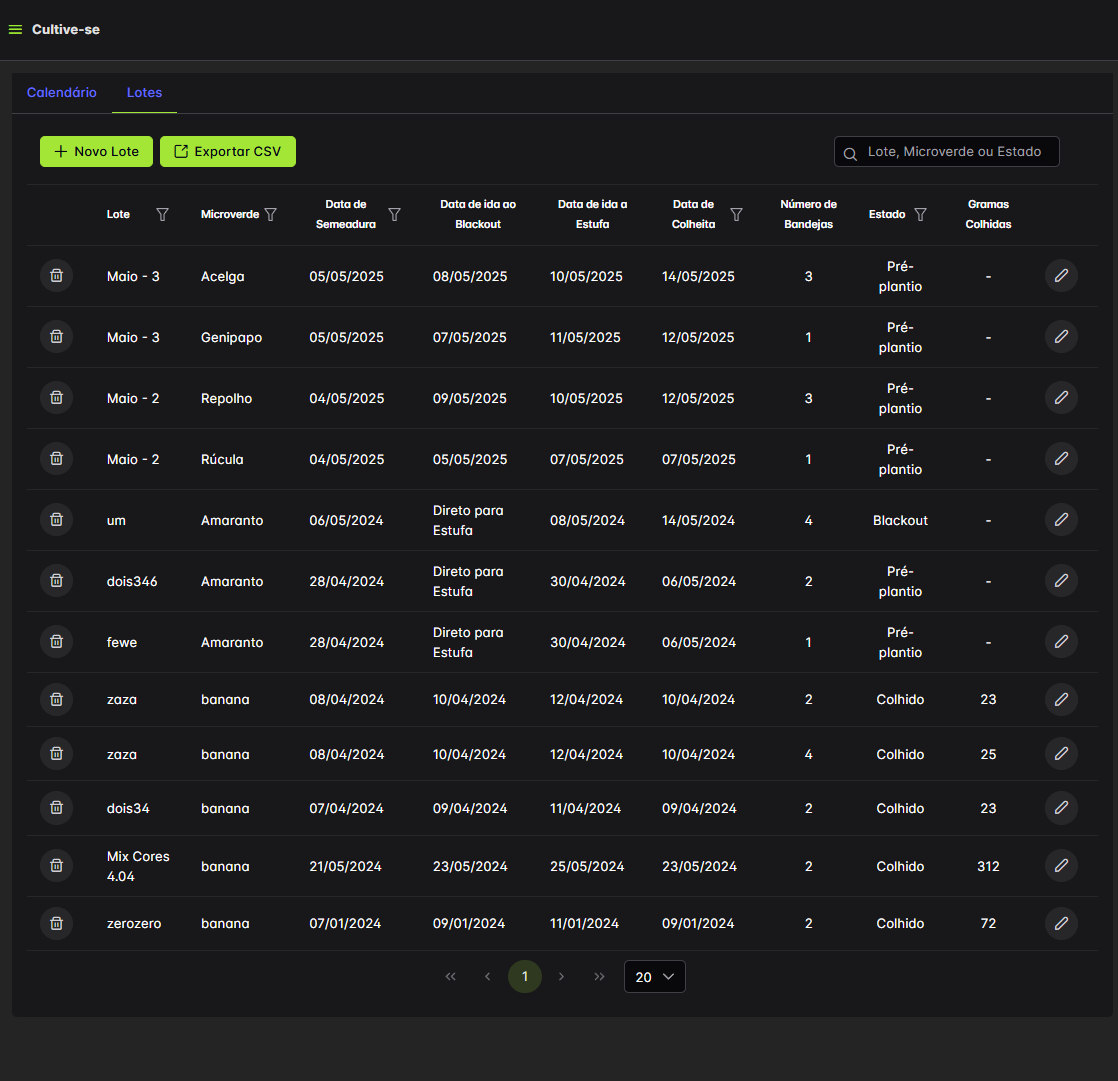 Cultive-se
Calendário Lotes
Novo Lote Exportar CSV Lote, Microverde ou Estado
Lote Microverde Data de Semeadura Data de ida ao Blackout Data de ida a Estufa Data de Colheita Número de Bandejas Estado Gramas Colhidas
Maio - 3 Acelga 05/05/2025 08/05/2025 10/05/2025 14/05/2025 3 Pré-plantio -
Maio - 3 Genipapo 05/05/2025 07/05/2025 11/05/2025 12/05/2025 1 Pré-plantio -
Maio - 2 Repolho 04/05/2025 09/05/2025 10/05/2025 12/05/2025 3 Pré-plantio -
Maio - 2 Rúcula 04/05/2025 05/05/2025 07/05/2025 07/05/2025 1 Pré-plantio -
um Amaranto 06/05/2024 Direto para Estufa 08/05/2024 14/05/2024 4 Blackout -
dois346 Amaranto 28/04/2024 Direto para Estufa 30/04/2024 06/05/2024 2 Pré-plantio -
fewe Amaranto 28/04/2024 Direto para Estufa 30/04/2024 06/05/2024 1 Pré-plantio -
zaza banana 08/04/2024 10/04/2024 12/04/2024 10/04/2024 2 Colhido 23
zaza banana 08/04/2024 10/04/2024 12/04/2024 10/04/2024 4 Colhido 25
dois34 banana 07/04/2024 09/04/2024 11/04/2024 09/04/2024 2 Colhido 23
Mix Cores 4.04 banana 21/05/2024 23/05/2024 25/05/2024 23/05/2024 2 Colhido 312
zerozero banana 07/01/2024 09/01/2024 11/01/2024 09/01/2024 2 Colhido 72
1 20